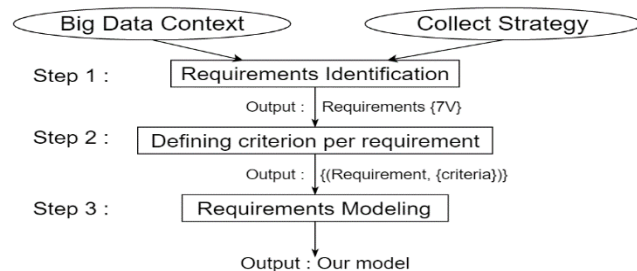 Big Data Context
Collect Strategy
Step 1 :
Requirements Identification
Output : Requirements {7V}
Step 2 :
Defining criterion per requirement
Output : {(Requirement, {criteria})}
Step 3 :
Requirements Modeling
Output : Our model